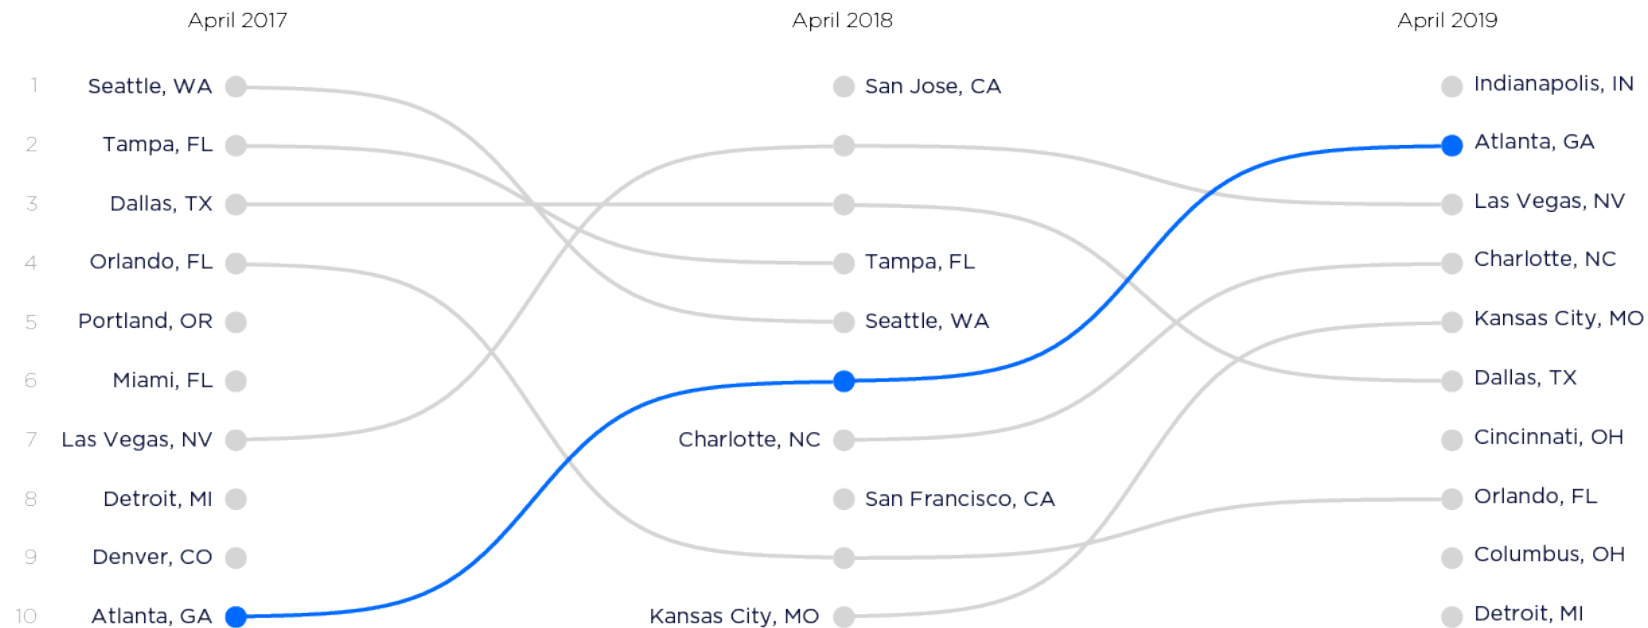 April 2017 April 2018 April 2019
1 Seattle, WA San Jose, CA Indianapolis, IN
2 Tampa, FL Atlanta, GA
3 Dallas, TX Las Vegas, NV
4 Orlando, FL Tampa, FL Charlotte, NC
5 Portland, OR Seattle, WA Kansas City, MO
6 Miami, FL Dallas, TX
7 Las Vegas, NV Charlotte, NC Cincinnati, OH
8 Detroit, MI San Francisco, CA Orlando, FL
9 Denver, CO Columbus, OH
10 Atlanta, GA Kansas City, MO Detroit, MI